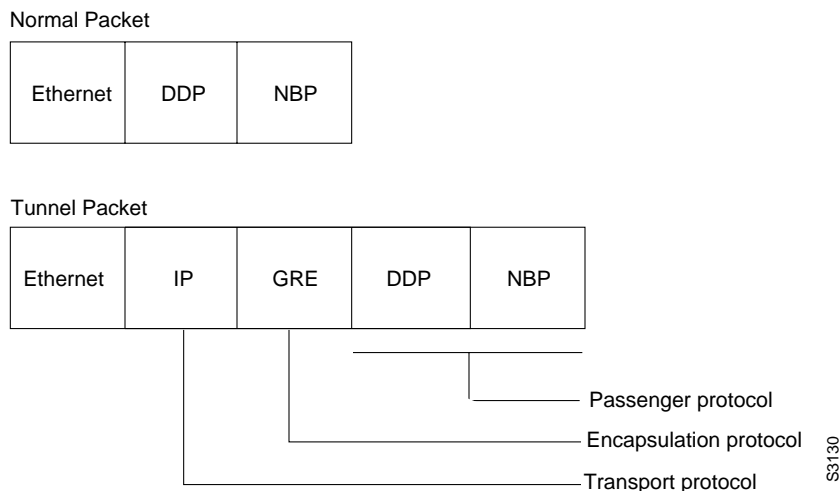 Normal Packet
Ethernet DDP NBP
Tunnel Packet
Ethernet IP GRE DDP NBP
Passenger protocol
Encapsulation protocol
Transport protocol
S3130